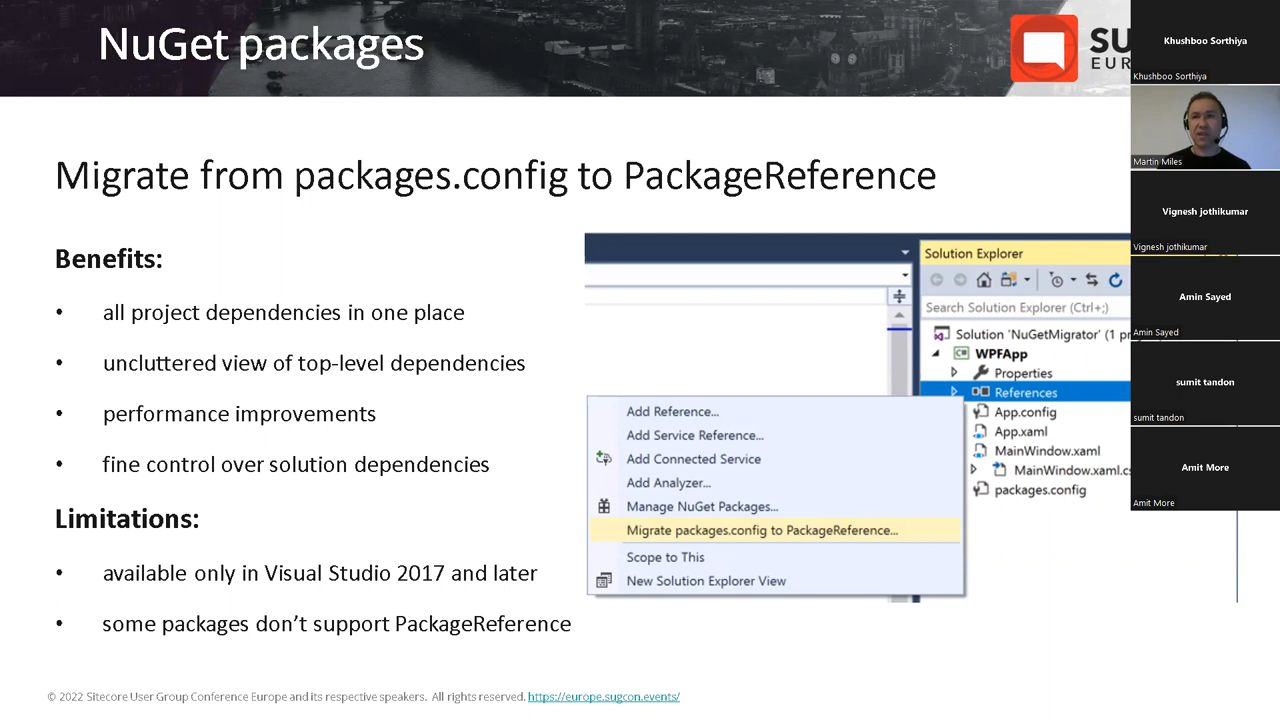 NuGet packages
SU
EUR
Migrate from packages.config to PackageReference
Benefits:
• all project dependencies in one place
• uncluttered view of top-level dependencies
• performance improvements
• fine control over solution dependencies
Limitations:
• available only in Visual Studio 2017 and later
• some packages don't support PackageReference
Solution Explorer
Search Solution Explorer (Ctrl+;)
Solution 'NuGetMigrator' (1 pr
WPFApp
Properties
References
App.config
App.xaml
MainWindow.xaml
MainWindow.xaml.cs
packages.config
Add Reference...
Add Service Reference...
Add Connected Service
Add Analyzer...
Manage NuGet Packages...
Migrate packages.config to PackageReference...
Scope to This
New Solution Explorer View
© 2022 Sitecore User Group Conference Europe and its respective speakers. All rights reserved. https://europe.sugcon.events/
Khushboo Sorthiya
Khushboo Sorthiya
Martin Miles
Vignesh jothikumar
Vignesh jothikumar
Amin Sayed
Amin Sayed
sumit tandon
sumit tandon
Amit More
Amit More